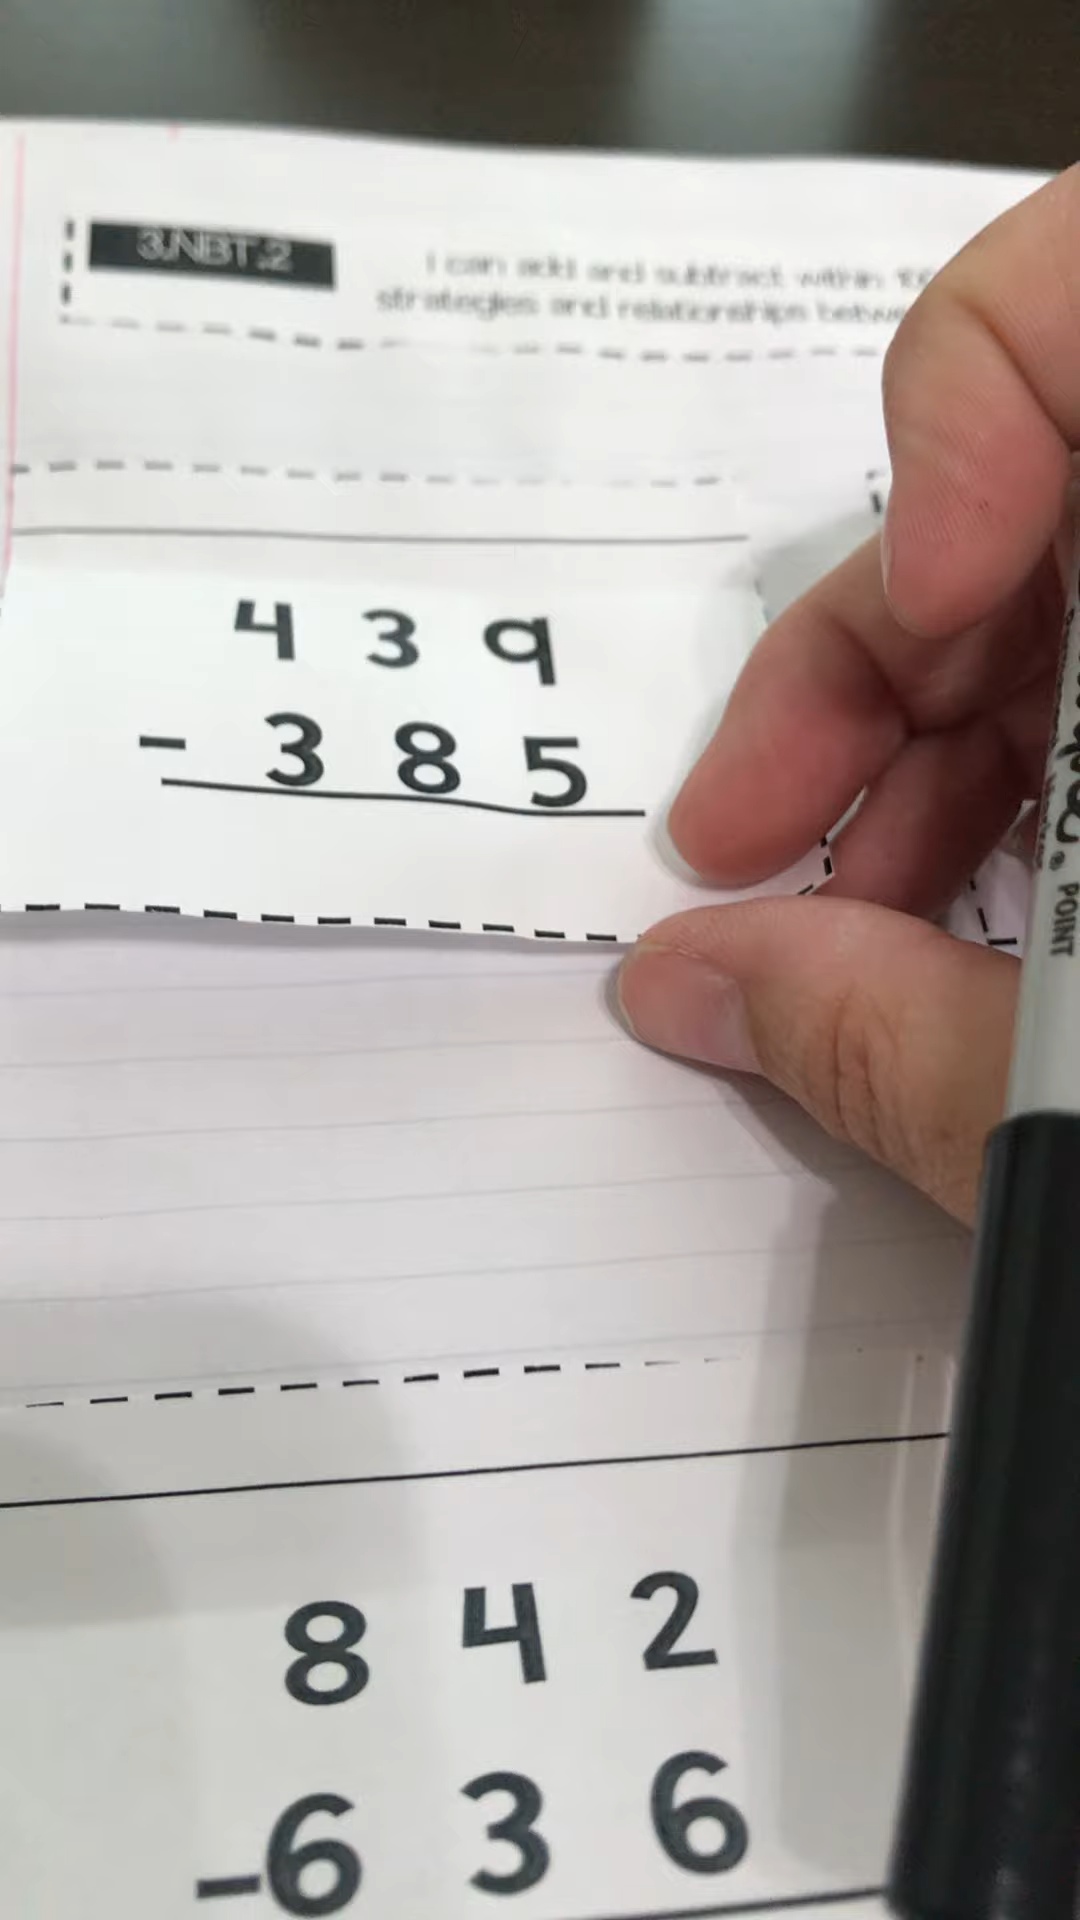 3.NBT.2
I can add and subtract within
strategies and relationships
4 3 9
- 3 8 5
POINT
8 4 2
-6 3 6